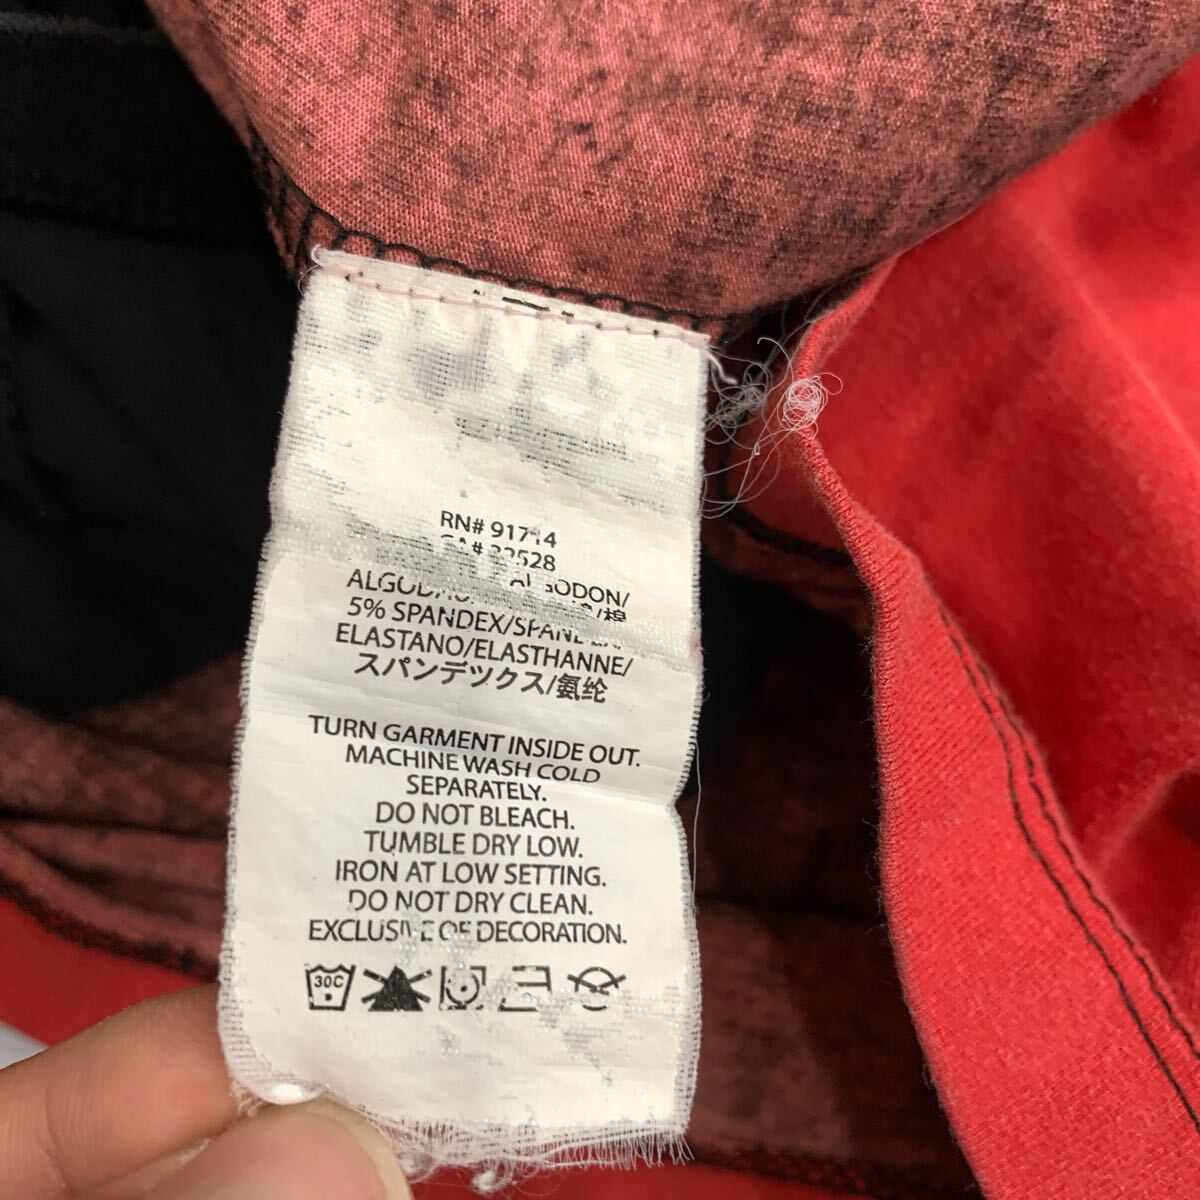 RN# 91714
22528
ALGODON/
5% SPANDEX/
ELASTANO/ELASTHANNE/
スパンデックス/氨纶
TURN GARMENT INSIDE OUT.
MACHINE WASH COLD
SEPARATELY.
DO NOT BLEACH.
TUMBLE DRY LOW.
IRON AT LOW SETTING.
DO NOT DRY CLEAN.
EXCLUSIVE OF DECORATION.
30C